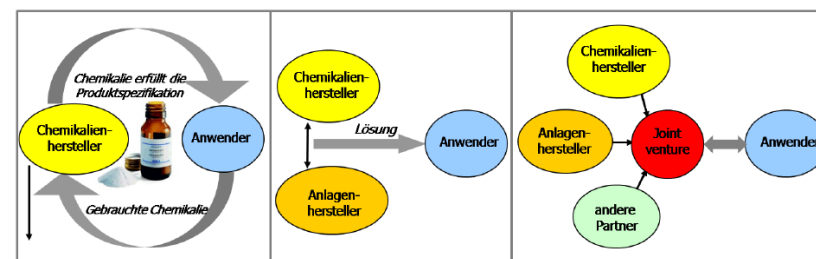 Chemikalie erfüllt die
Produktspezifikation
Chemikalien-
hersteller
Anwender
Gebrauchte Chemikalie
Chemikalien-
hersteller
Lösung
Anwender
Anlagen-
hersteller
Chemikalien-
hersteller
Anlagen-
hersteller
Joint
venture
Anwender
andere
Partner